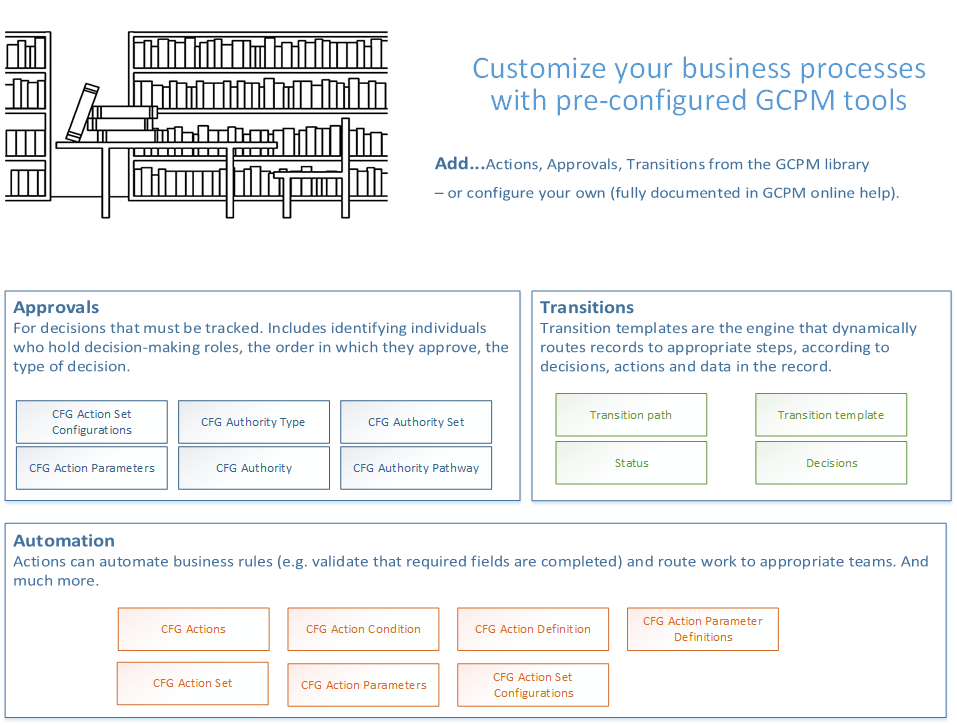 Customize your business processes
with pre-configured GCPM tools
Add...Actions, Approvals, Transitions from the GCPM library
– or configure your own (fully documented in GCPM online help).
Approvals
For decisions that must be tracked. Includes identifying individuals
who hold decision-making roles, the order in which they approve, the
type of decision.
CFG Action Set
Configurations
CFG Authority Type
CFG Authority Set
CFG Action Parameters
CFG Authority
CFG Authority Pathway
Transitions
Transition templates are the engine that dynamically
routes records to appropriate steps, according to
decisions, actions and data in the record.
Transition path
Transition template
Status
Decisions
Automation
Actions can automate business rules (e.g. validate that required fields are completed) and route work to appropriate teams. And
much more.
CFG Actions
CFG Action Condition
CFG Action Definition
CFG Action Parameter
Definitions
CFG Action Set
CFG Action Parameters
CFG Action Set
Configurations